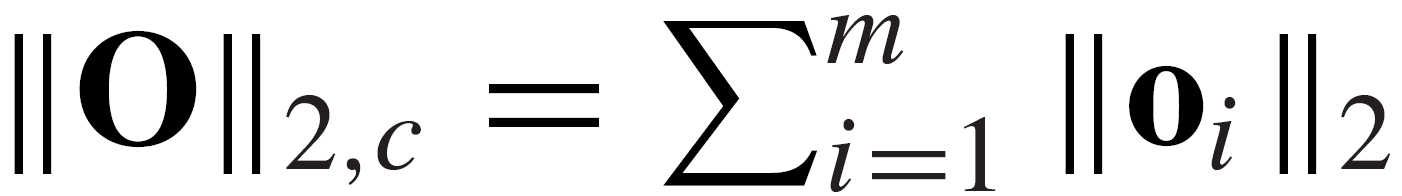 ‖𝐎‖₂,𝑐 = ∑ᵢ₌₁ᵐ ‖𝐨ᵢ‖₂